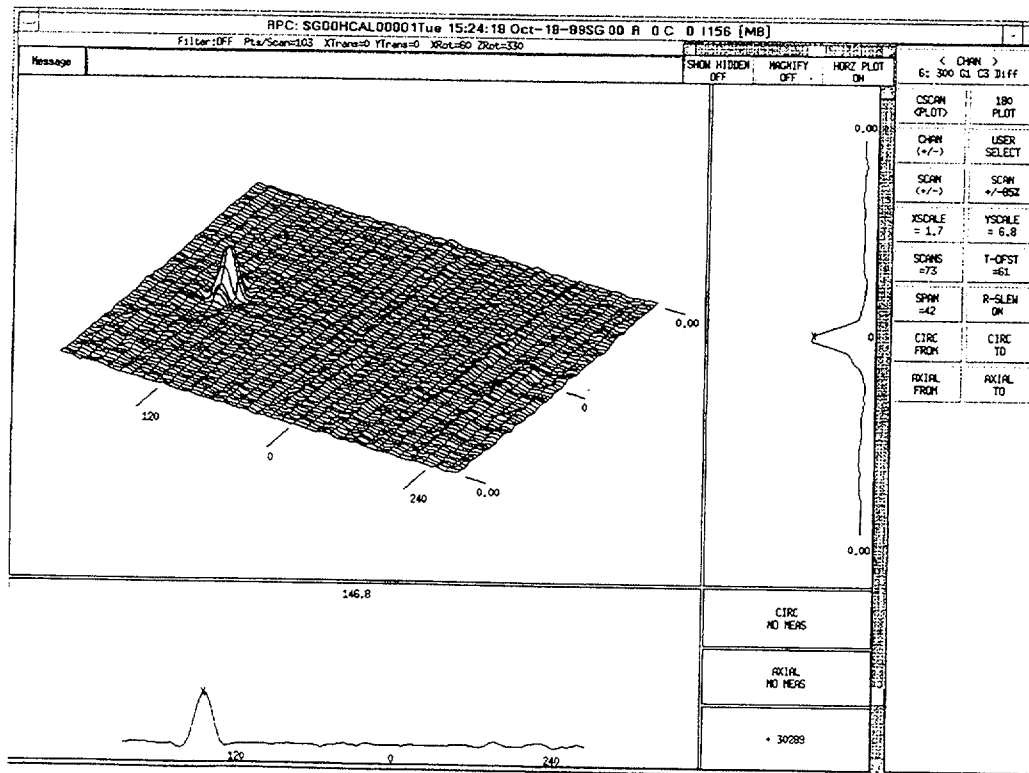 RPC: SG00HCAL00001Tue 15:24:18 Oct-19-99SG 00 R 0 C 0 I156 [MB]
Filter:OFF Pts/Scan=103 XTrans=0 YTrans=0 XRot=60 ZRot=330
Message
SHOW HIDDEN OFF
MAGNIFY OFF
HORZ PLOT ON
< CHAN >
6: 300 G1 C3 Diff
CSCAN <PLOT>
180 PLOT
CHAN (+/-)
USER SELECT
SCAN (+/-)
SCAN +/-85%
XSCALE = 1.7
YSCALE = 6.8
SCANS =73
T-OFST =61
SPAN =42
R-SLEW ON
CIRC FROM
CIRC TO
AXIAL FROM
AXIAL TO
0.00
0
0.00
0.00
0
0.00
120
0
240
146.8
CIRC NO MEAS
AXIAL NO MEAS
+ 30289
120
0
240